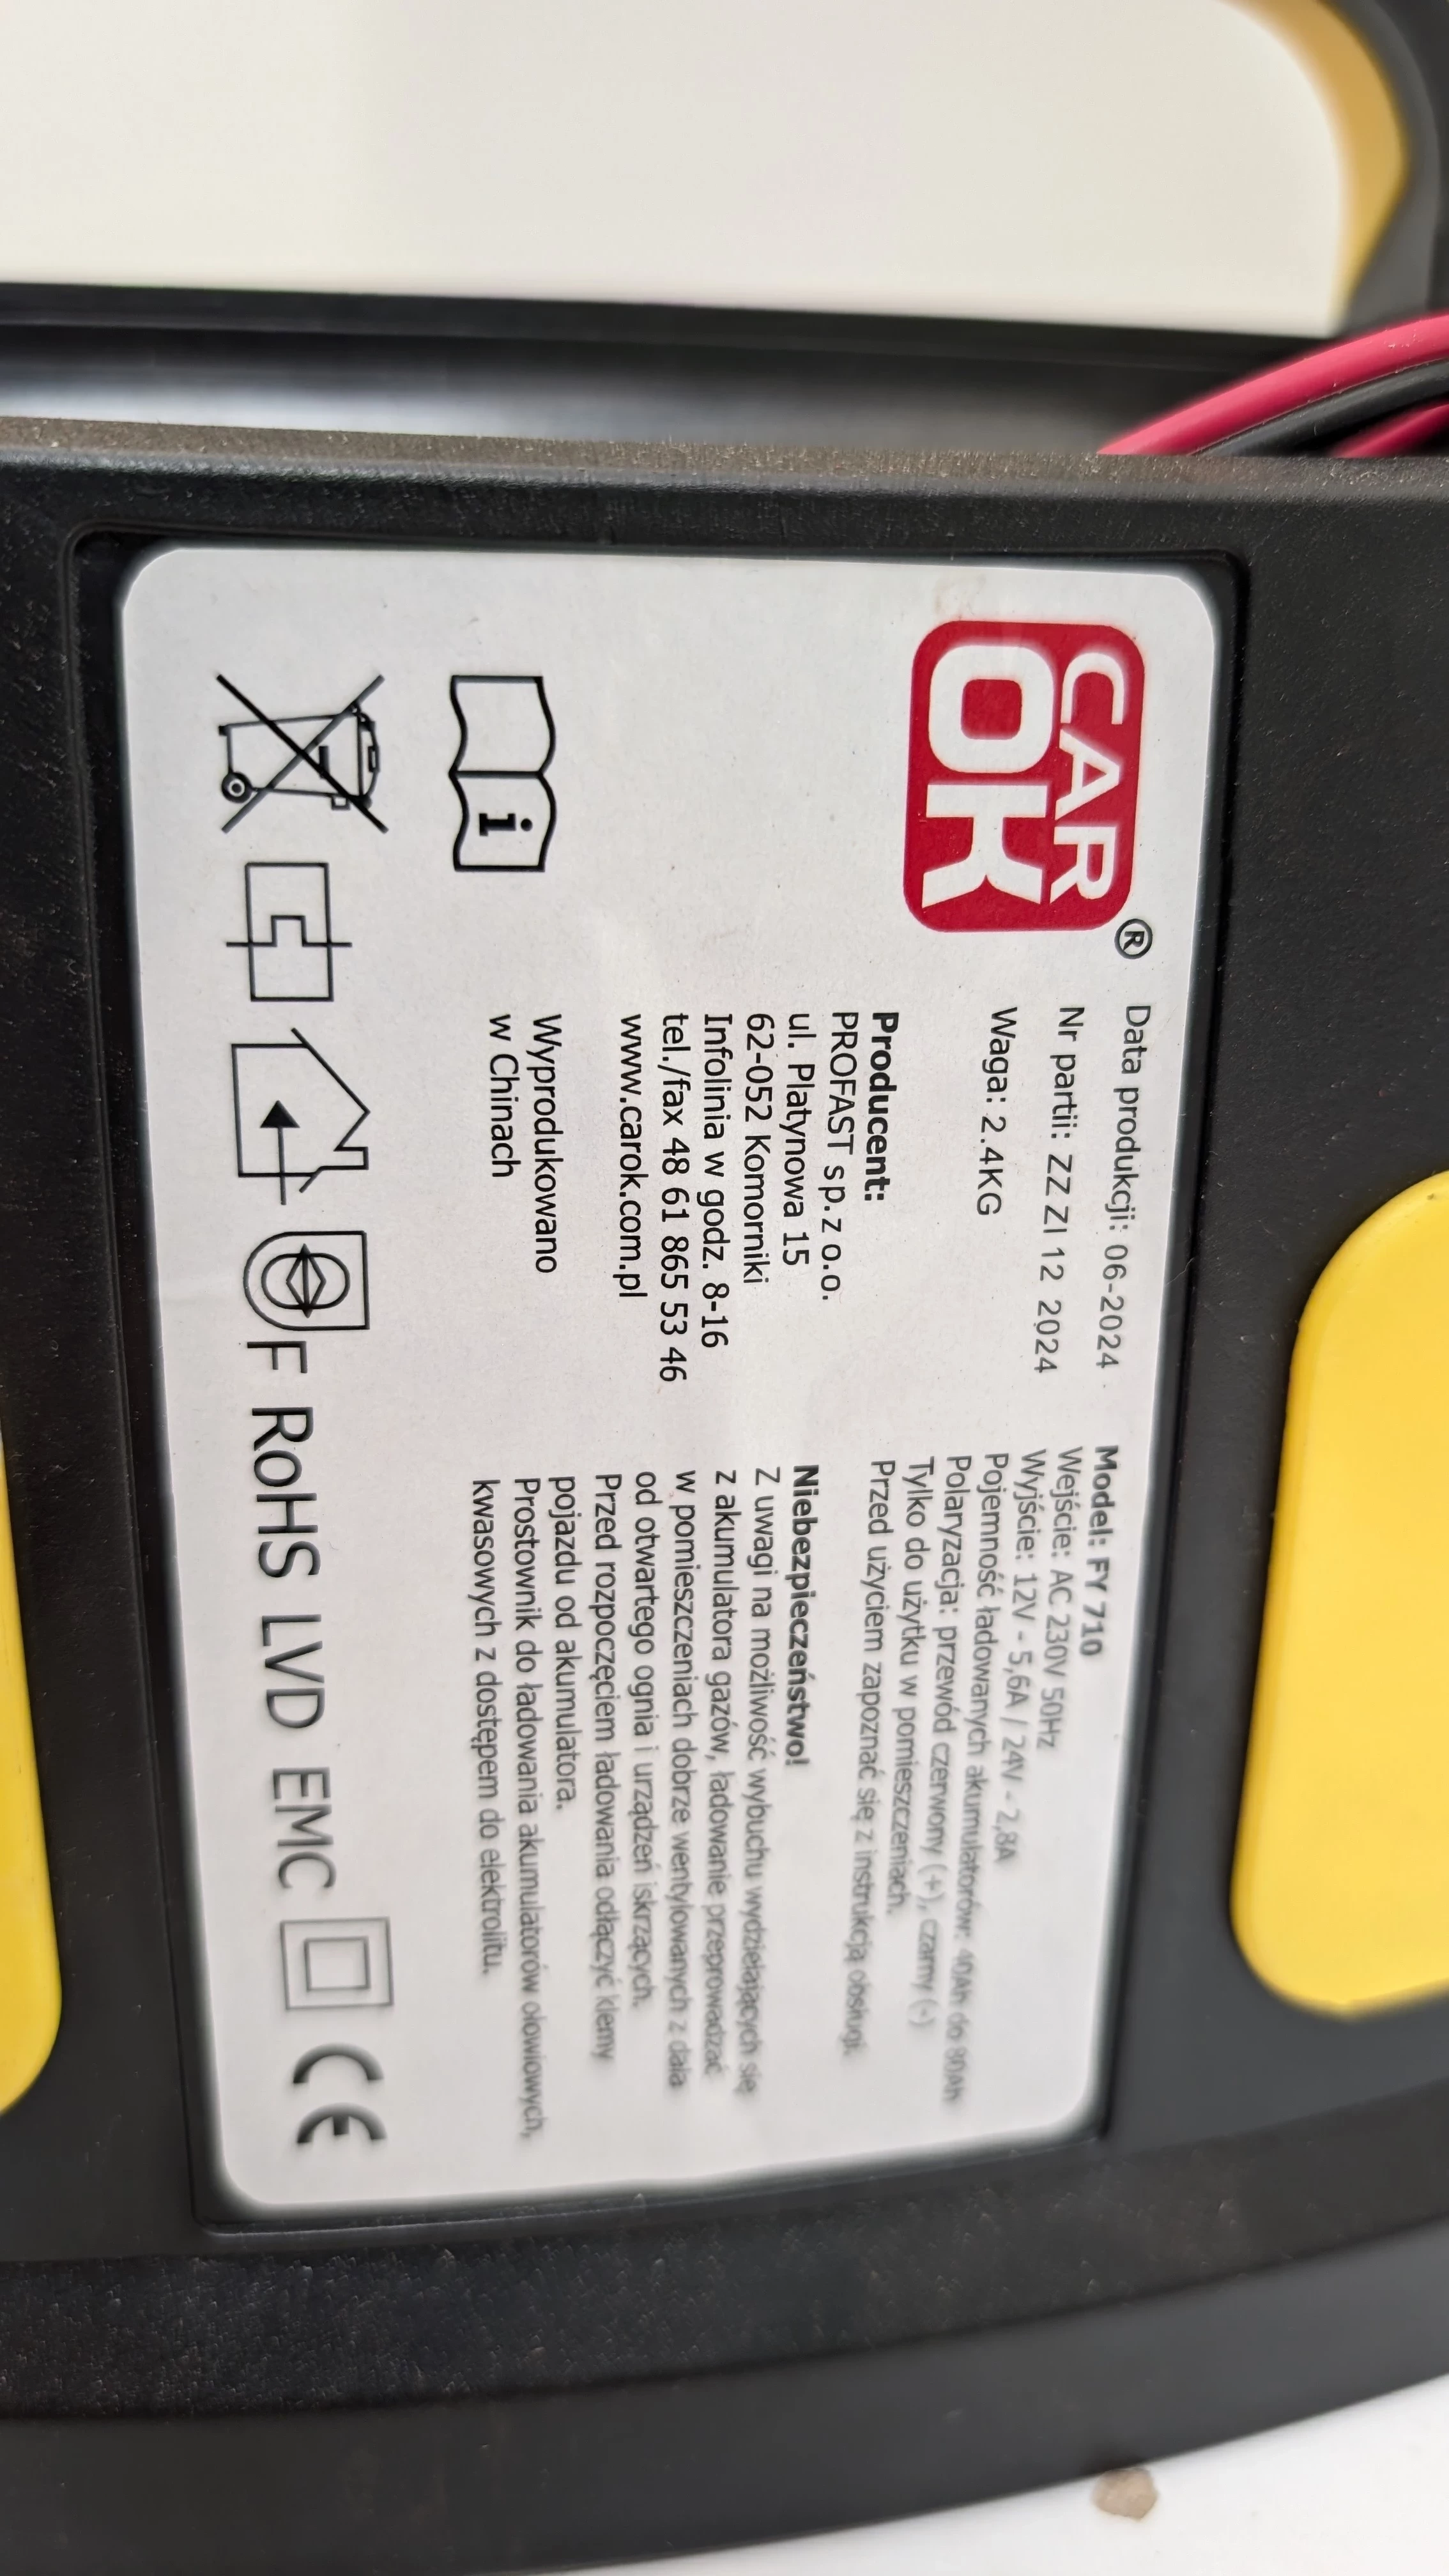 CAR
OK
®
Data produkcji: 06-2024
Nr partii: ZZ ZI 12 2024
Waga: 2.4KG
Producent:
PROFAST sp. z o.o.
ul. Platynowa 15
62-052 Komorniki
Infolinia w godz. 8-16
tel./fax 48 61 865 53 46
www.carok.com.pl
Wyprodukowano
w Chinach
Model: FY 710
Wejście: AC 230V 50Hz
Wyjście: 12V - 5,6A / 24V - 2,8A
Pojemność ładowanych akumulatorów: 40Ah do 80Ah
Polaryzacja: przewód czerwony (+), czarny (-)
Tylko do użytku w pomieszczeniach.
Przed użyciem zapoznać się z instrukcją obsługi.
Niebezpieczeństwo!
Z uwagi na możliwość wybuchu wydzielających się
z akumulatora gazów, ładowanie przeprowadzać
w pomieszczeniach dobrze wentylowanych z dala
od otwartego ognia i urządzeń iskrzących.
Przed rozpoczęciem ładowania odłączyć klemy
pojazdu od akumulatora.
Prostownik do ładowania akumulatorów ołowiowych,
kwasowych z dostępem do elektrolitu.
i
F RoHS LVD EMC CE